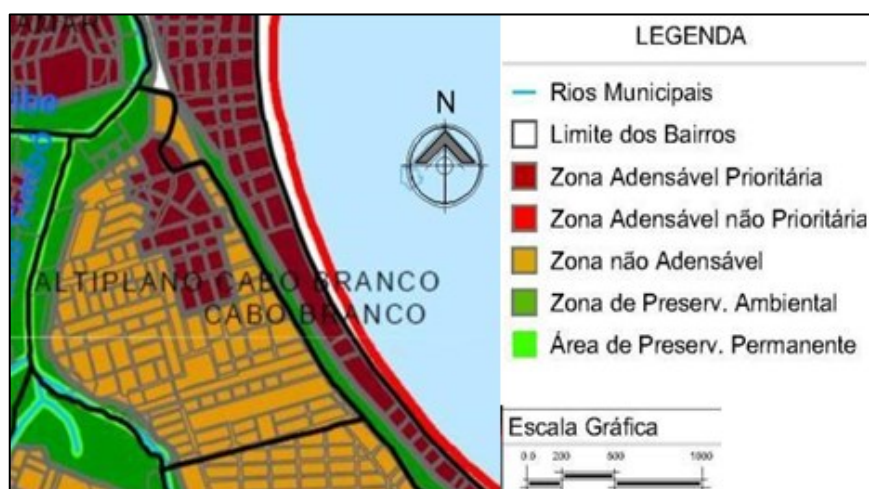 ALTIPLANO CABO BRANCO
CABO BRANCO
N
LEGENDA
Rios Municipais
Limite dos Bairros
Zona Adensável Prioritária
Zona Adensável não Prioritária
Zona não Adensável
Zona de Preserv. Ambiental
Área de Preserv. Permanente
Escala Gráfica
0.0 200 500 1000